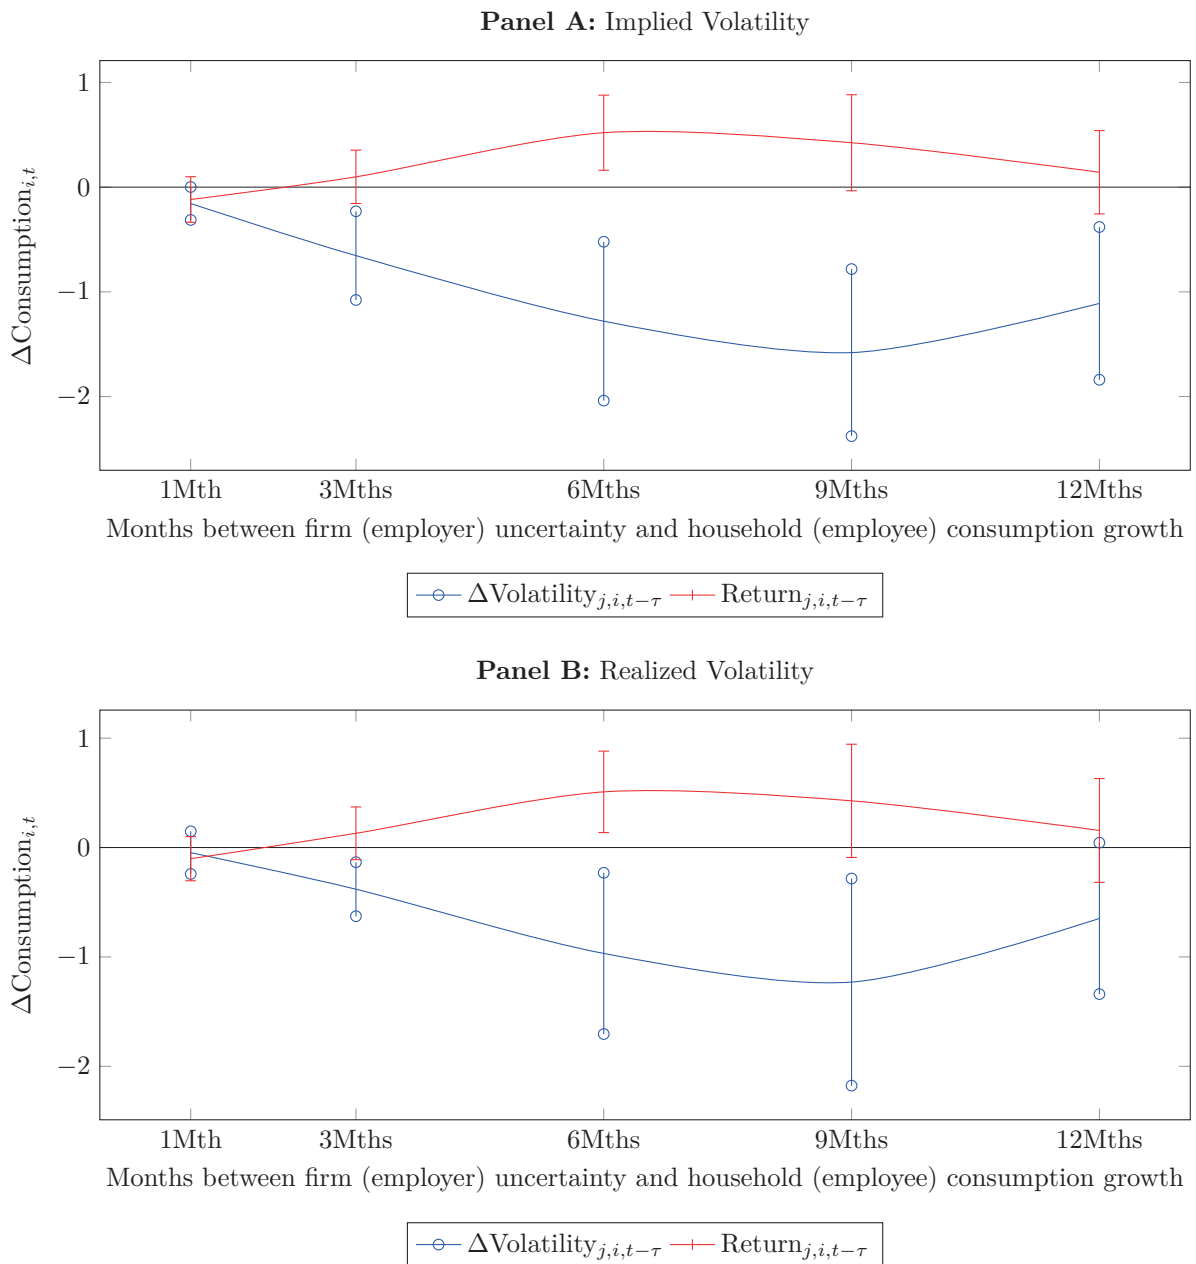 Panel A: Implied Volatility
1
0
−1
−2
ΔConsumption_{i,t}
1Mth 3Mths 6Mths 9Mths 12Mths
Months between firm (employer) uncertainty and household (employee) consumption growth
ΔVolatility_{j,i,t−τ} Return_{j,i,t−τ}
Panel B: Realized Volatility
1
0
−1
−2
ΔConsumption_{i,t}
1Mth 3Mths 6Mths 9Mths 12Mths
Months between firm (employer) uncertainty and household (employee) consumption growth
ΔVolatility_{j,i,t−τ} Return_{j,i,t−τ}